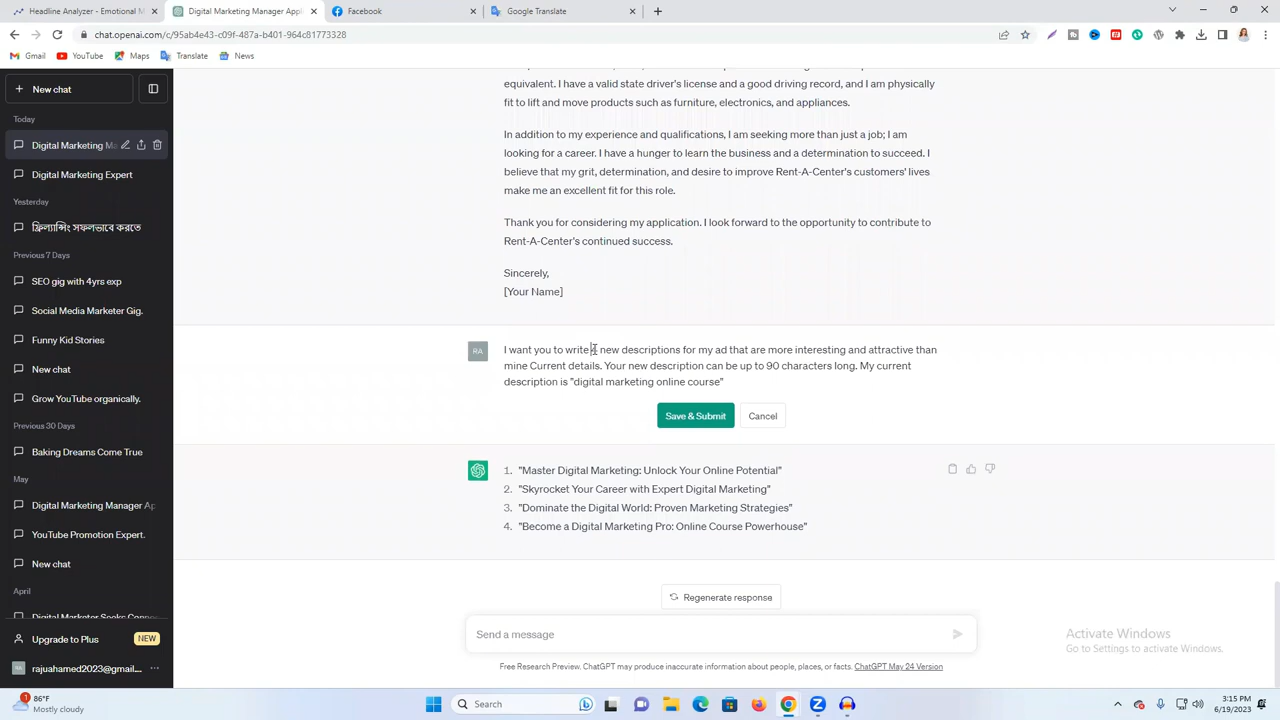 Headline Analyzer - Emotional M
Digital Marketing Manager Appl
Facebook
Google Translate
chat.openai.com/c/95ab4e43-c09f-487a-b401-964c81773328
Gmail
YouTube
Maps
Translate
News
New chat
Today
Digital Marketing Ma
Digital Marketing Expert
Yesterday
Previous 7 Days
SEO gig with 4yrs exp
Social Media Marketer Gig.
Funny Kid Stories
New chat
Grow YouTube organically.
Previous 30 Days
Baking Dreams Come True
May
Digital Marketing Manager Ap
YouTube Promotion Expert.
New chat
April
Digital Marketer Seeks Connec
Upgrade to Plus
NEW
rajuahamed2023@gmail...
equivalent. I have a valid state driver's license and a good driving record, and I am physically
fit to lift and move products such as furniture, electronics, and appliances.
In addition to my experience and qualifications, I am seeking more than just a job; I am
looking for a career. I have a hunger to learn the business and a determination to succeed. I
believe that my grit, determination, and desire to improve Rent-A-Center's customers' lives
make me an excellent fit for this role.
Thank you for considering my application. I look forward to the opportunity to contribute to
Rent-A-Center's continued success.
Sincerely,
[Your Name]
RA
I want you to write 4 new descriptions for my ad that are more interesting and attractive than
mine Current details. Your new description can be up to 90 characters long. My current
description is "digital marketing online course"
Save & Submit
Cancel
1. "Master Digital Marketing: Unlock Your Online Potential"
2. "Skyrocket Your Career with Expert Digital Marketing"
3. "Dominate the Digital World: Proven Marketing Strategies"
4. "Become a Digital Marketing Pro: Online Course Powerhouse"
Regenerate response
Send a message
Free Research Preview. ChatGPT may produce inaccurate information about people, places, or facts. ChatGPT May 24 Version
Activate Windows
Go to Settings to activate Windows.
1
86°F
Mostly cloudy
Search
3:15 PM
6/19/2023